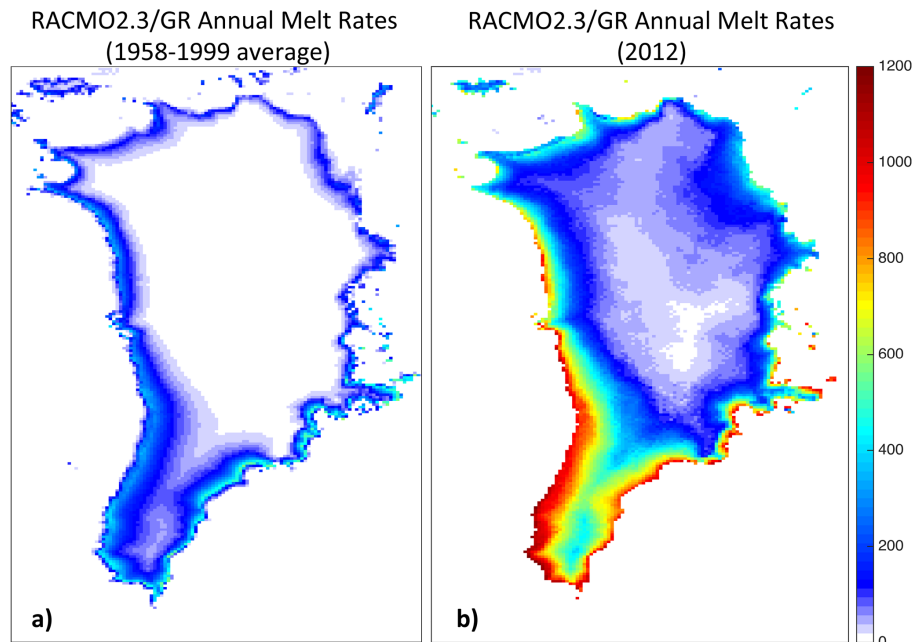 RACMO2.3/GR Annual Melt Rates
(1958-1999 average)
RACMO2.3/GR Annual Melt Rates
(2012)
1200
1000
800
600
400
200
0
a)
b)